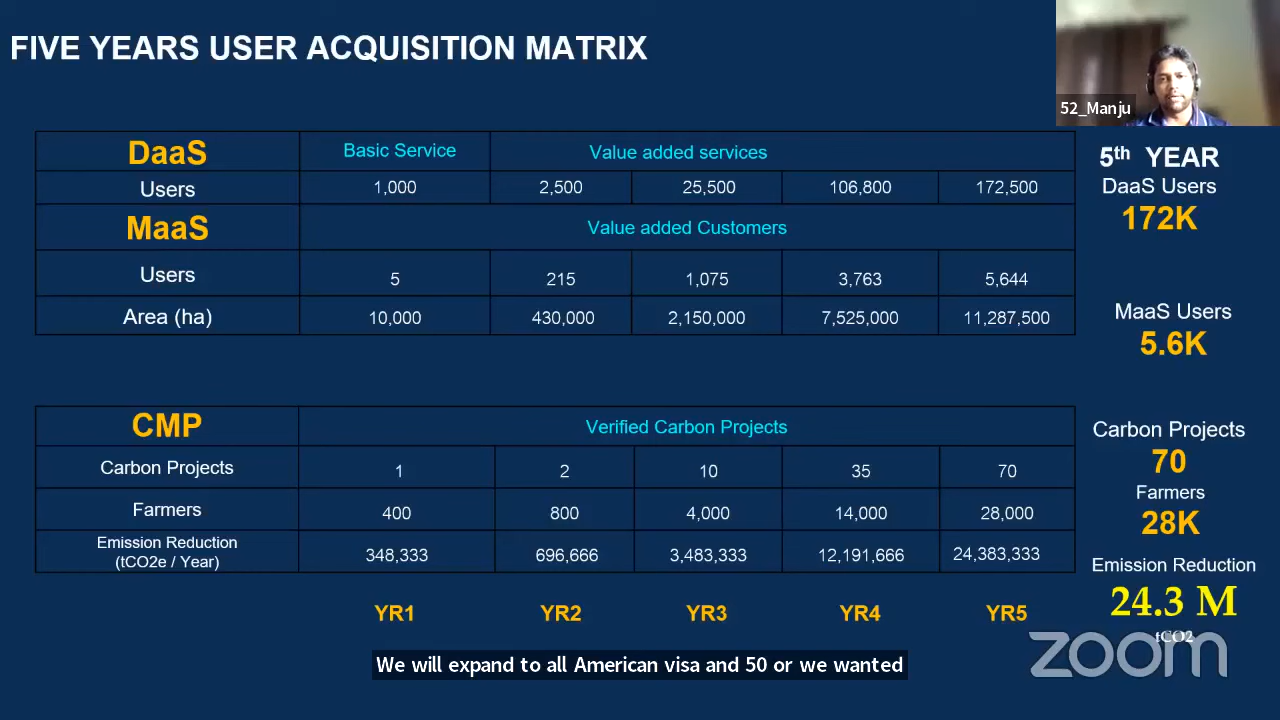 FIVE YEARS USER ACQUISITION MATRIX
52_Manju
DaaS Basic Service Value added services
Users 1,000 2,500 25,500 106,800 172,500
MaaS Value added Customers
Users 5 215 1,075 3,763 5,644
Area (ha) 10,000 430,000 2,150,000 7,525,000 11,287,500
5th YEAR
DaaS Users
172K
MaaS Users
5.6K
CMP Verified Carbon Projects
Carbon Projects 1 2 10 35 70
Farmers 400 800 4,000 14,000 28,000
Emission Reduction
(tCO2e / Year) 348,333 696,666 3,483,333 12,191,666 24,383,333
YR1 YR2 YR3 YR4 YR5
Carbon Projects
70
Farmers
28K
Emission Reduction
24.3 M
tCO2
zoom
We will expand to all American visa and 50 or we wanted